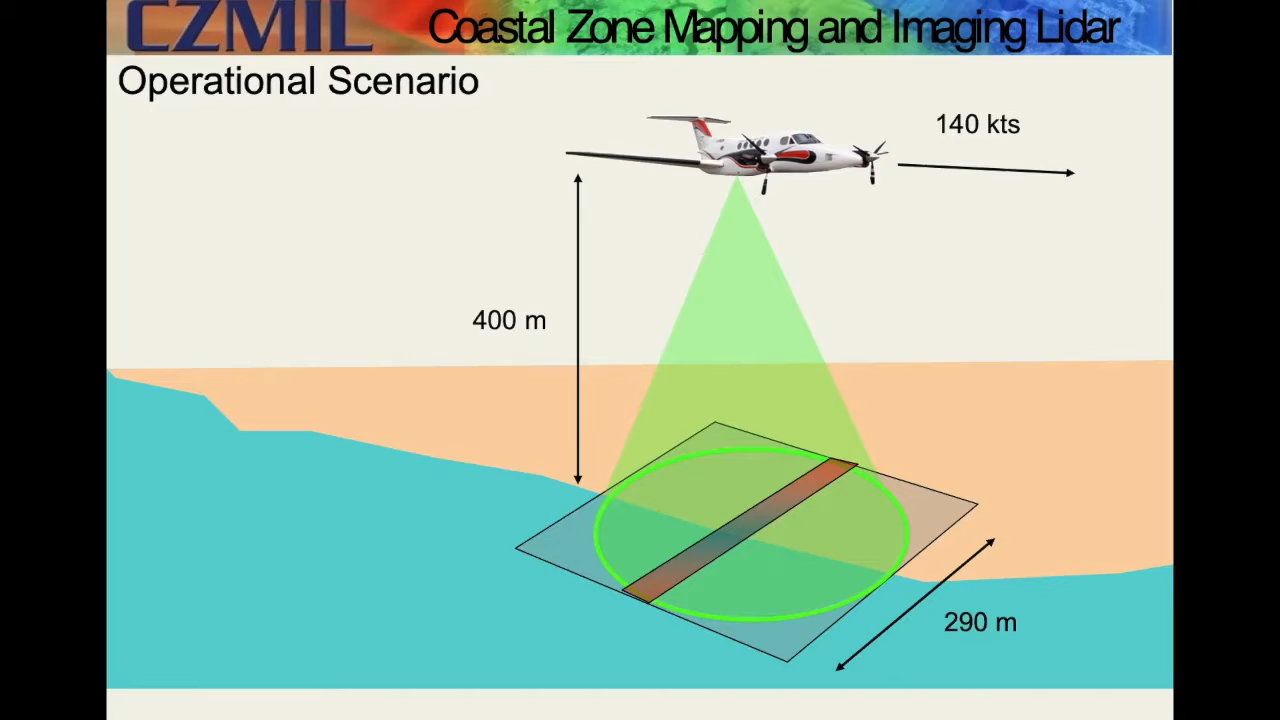 CZMIL
Coastal Zone Mapping and Imaging Lidar
Operational Scenario
140 kts
400 m
290 m